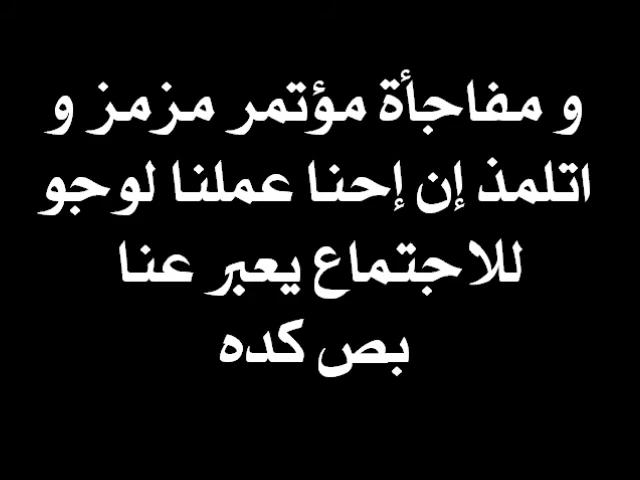 و مفاجأة مؤتمر مزمز و
اتلمذ إن إحنا عملنا لوجو
للاجتماع يعبر عنا
بص كده